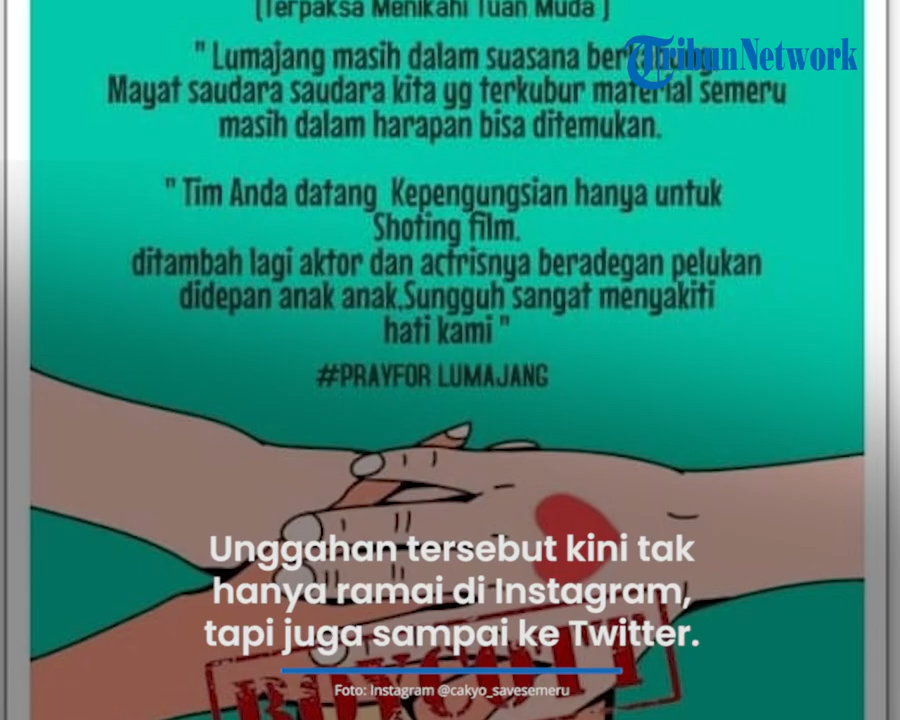 (Terpaksa Menikahi Tuan Muda )
TribunNetwork
" Lumajang masih dalam suasana berkabung.
Mayat saudara saudara kita yg terkubur material semeru
masih dalam harapan bisa ditemukan.
" Tim Anda datang Kepengungsian hanya untuk
Shoting film.
ditambah lagi aktor dan actrisnya beradegan pelukan
didepan anak anak.Sungguh sangat menyakiti
hati kami "
#PRAYFOR LUMAJANG
Unggahan tersebut kini tak
hanya ramai di Instagram,
tapi juga sampai ke Twitter.
BOYCOTT
Foto: Instagram @cakyo_savesemeru